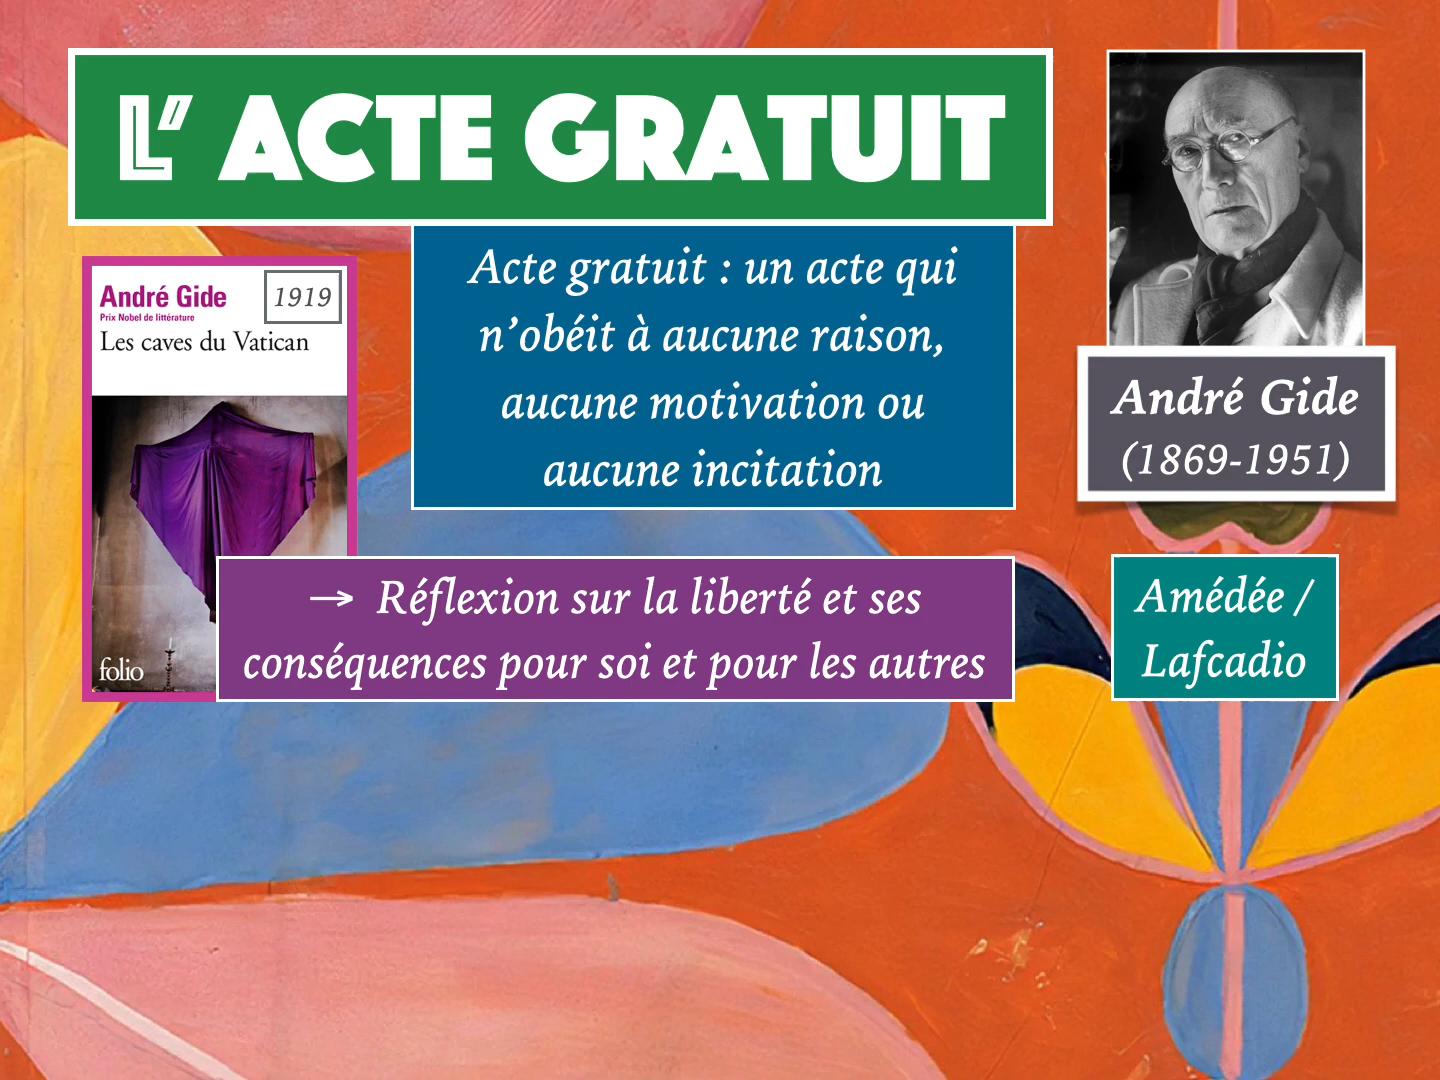 L' ACTE GRATUIT
Acte gratuit : un acte qui
n'obéit à aucune raison,
aucune motivation ou
aucune incitation
André Gide
Prix Nobel de littérature
1919
Les caves du Vatican
folio
→ Réflexion sur la liberté et ses
conséquences pour soi et pour les autres
André Gide
(1869-1951)
Amédée /
Lafcadio